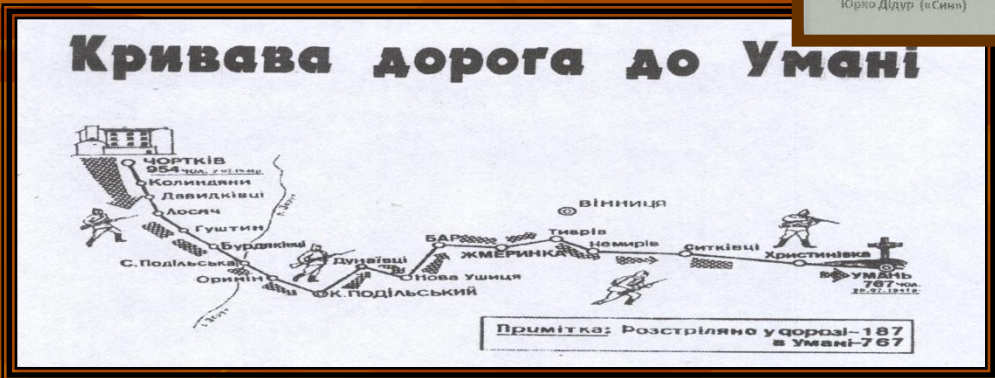 Юрко Дідур («Син»)
Кривава дорога до Умані
ЧОРТКІВ
954 чол.
Колиндяни
Давидківці
Лосяч
Гуштин
Бурдяківці
С.Подільська
Оринін
К.ПОДІЛЬСЬКИЙ
Дунаївці
Нова Ушиця
БАР
ЖМЕРИНКА
ВІННИЦЯ
Тиврів
Немирів
Ситківці
Христинівка
УМАНЬ
767 чол.
Примітка: Розстріляно у дорозі-187
в Умані-767